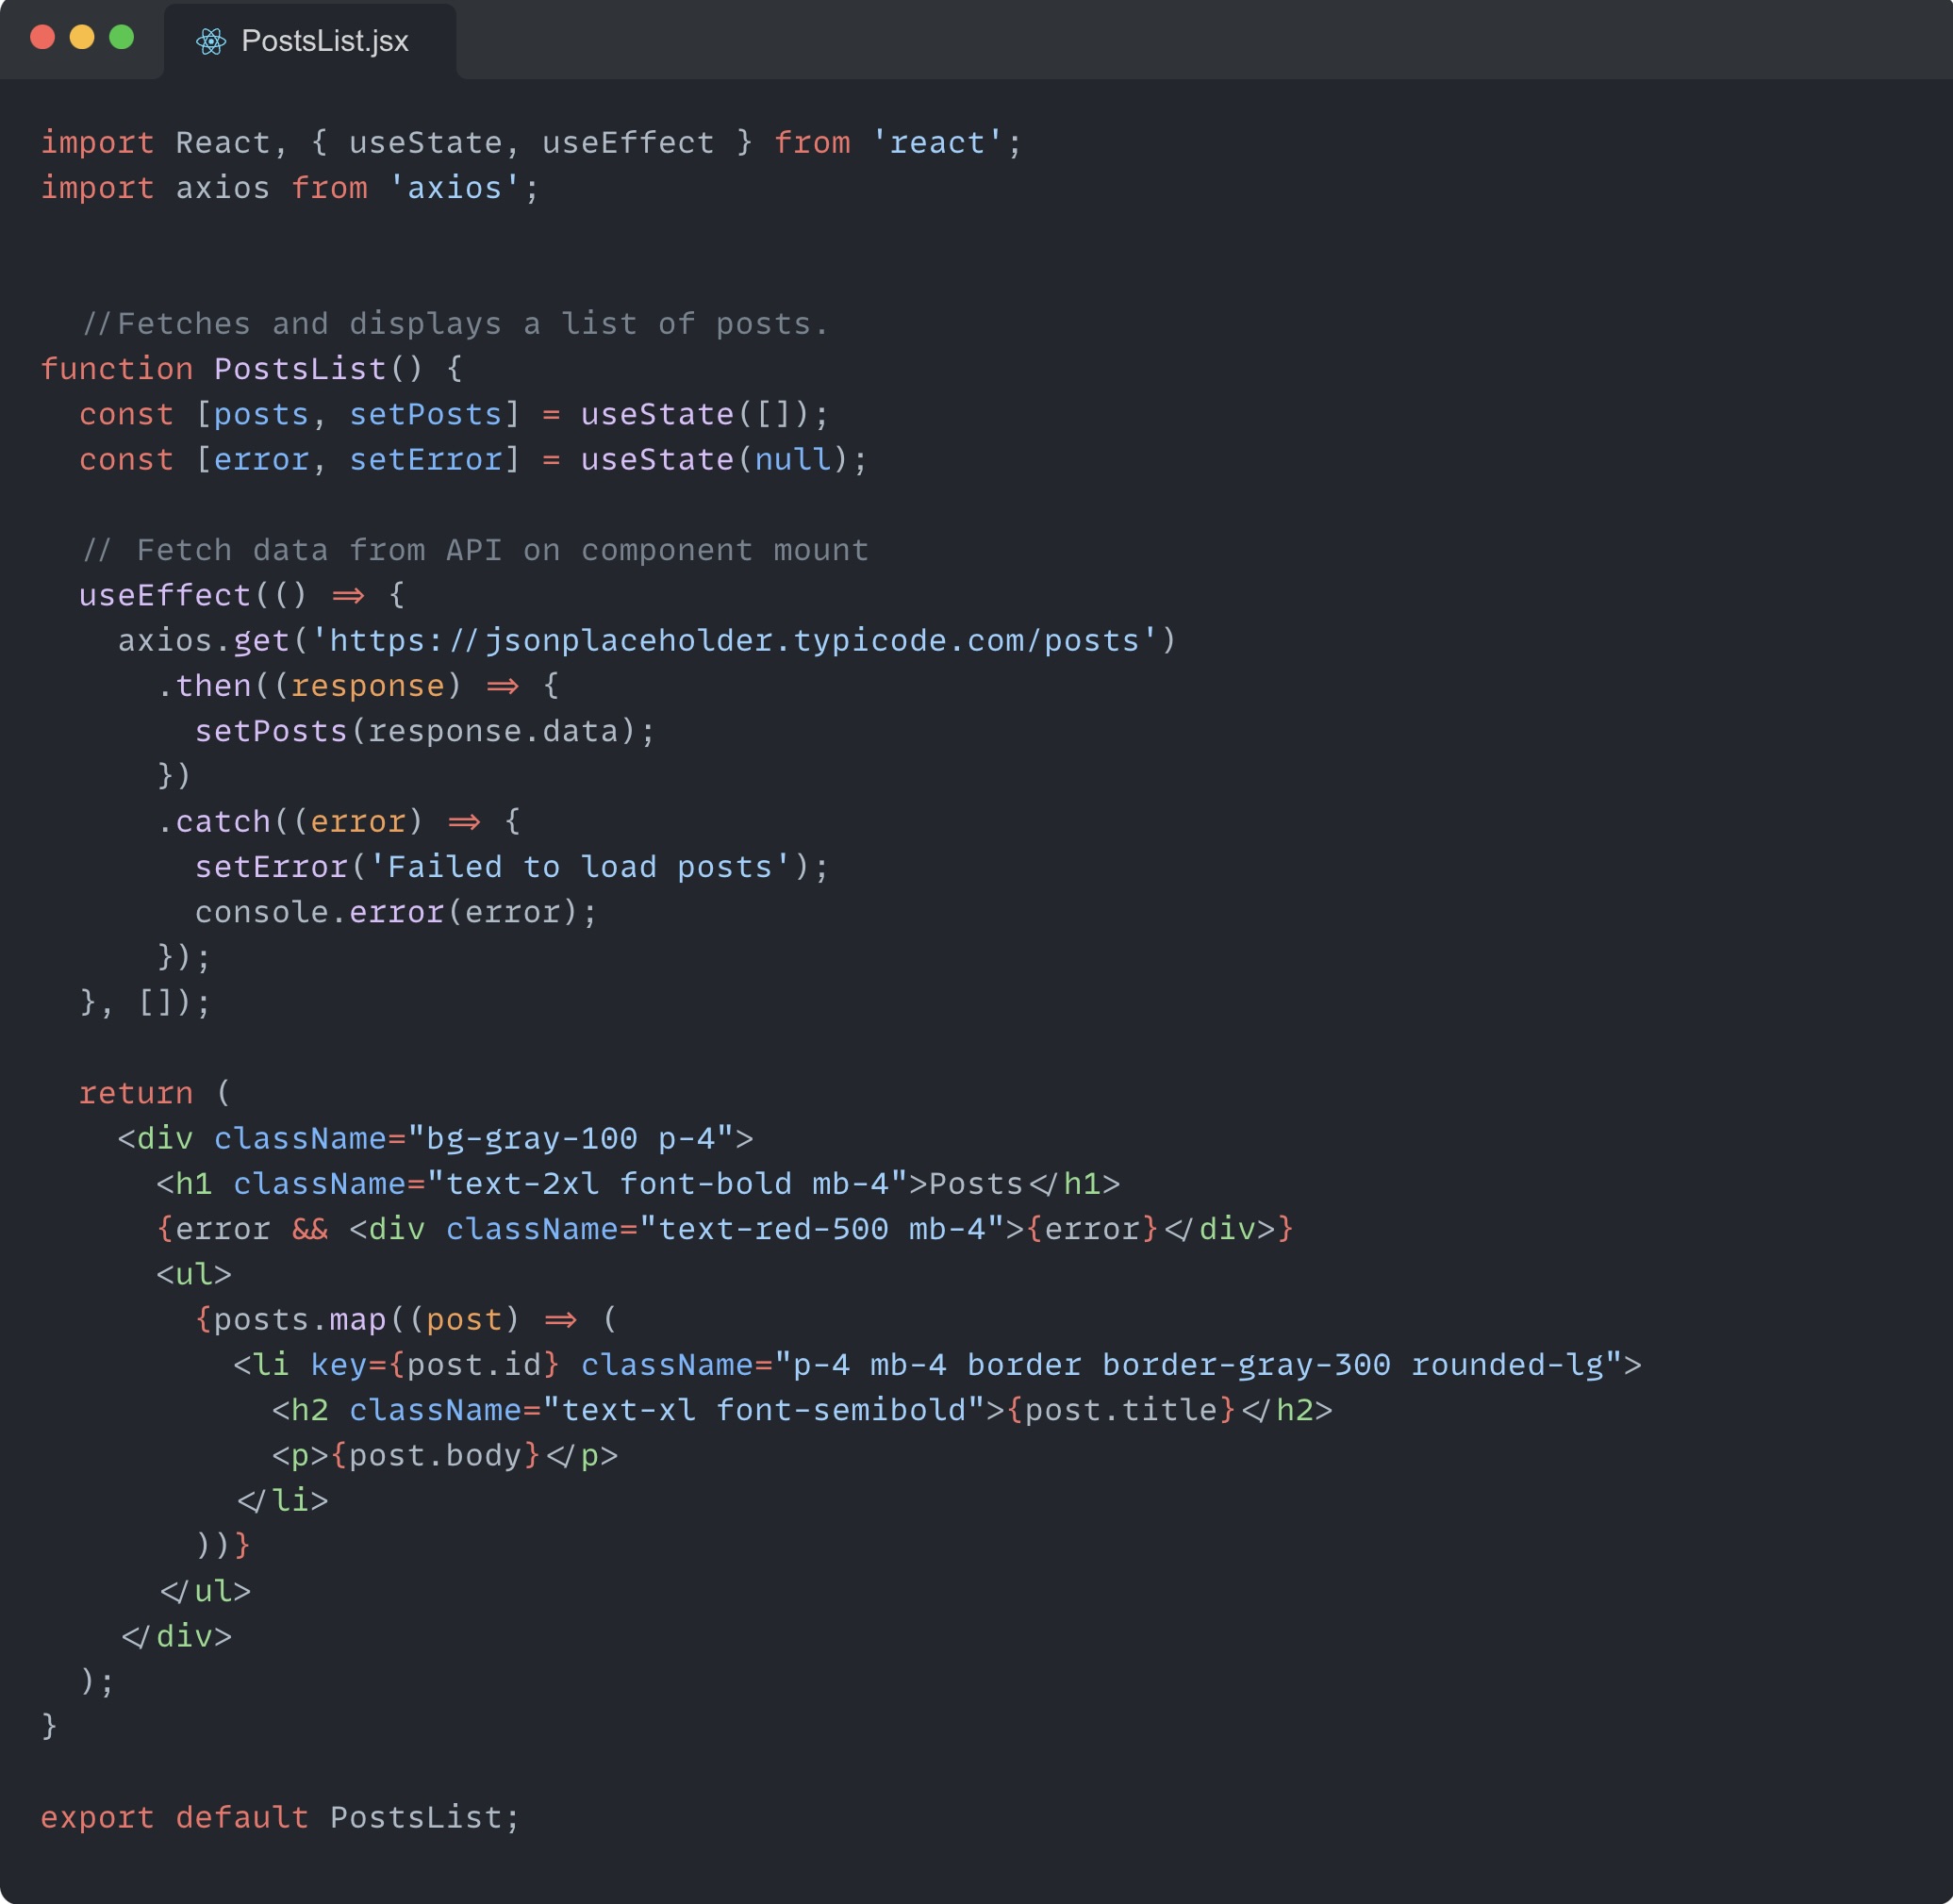 PostsList.jsx
import React, { useState, useEffect } from 'react';
import axios from 'axios';
//Fetches and displays a list of posts.
function PostsList() {
  const [posts, setPosts] = useState([]);
  const [error, setError] = useState(null);
  // Fetch data from API on component mount
  useEffect(() => {
    axios.get('https://jsonplaceholder.typicode.com/posts')
      .then((response) => {
        setPosts(response.data);
      })
      .catch((error) => {
        setError('Failed to load posts');
        console.error(error);
      });
  }, []);
  return (
    <div className="bg-gray-100 p-4">
      <h1 className="text-2xl font-bold mb-4">Posts</h1>
      {error && <div className="text-red-500 mb-4">{error}</div>}
      <ul>
        {posts.map((post) => (
          <li key={post.id} className="p-4 mb-4 border border-gray-300 rounded-lg">
            <h2 className="text-xl font-semibold">{post.title}</h2>
            <p>{post.body}</p>
          </li>
        ))}
      </ul>
    </div>
  );
}
export default PostsList;